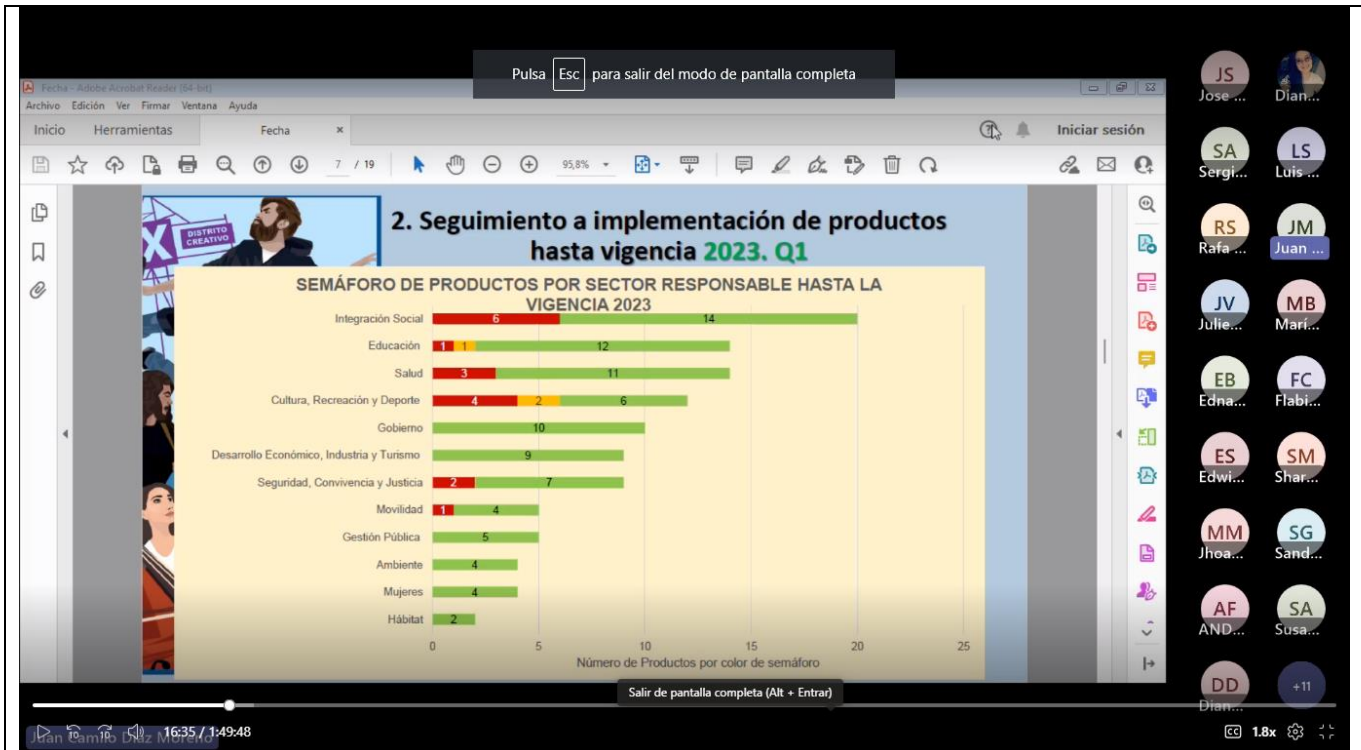 Pulsa Esc para salir del modo de pantalla completa
Fecha - Adobe Acrobat Reader (64-bit)
Archivo Edición Ver Firmar Ventana Ayuda
Inicio Herramientas Fecha × Iniciar sesión
7 / 19 95,8%
DISTRITO
CREATIVO
2. Seguimiento a implementación de productos
hasta vigencia 2023. Q1
SEMÁFORO DE PRODUCTOS POR SECTOR RESPONSABLE HASTA LA
VIGENCIA 2023
Integración Social 6 14
Educación 1 1 12
Salud 3 11
Cultura, Recreación y Deporte 4 2 6
Gobierno 10
Desarrollo Económico, Industria y Turismo 9
Seguridad, Convivencia y Justicia 2 7
Movilidad 1 4
Gestión Pública 5
Ambiente 4
Mujeres 4
Hábitat 2
0 5 10 15 20 25
Número de Productos por color de semáforo
Salir de pantalla completa (Alt + Entrar)
Juan Camilo Díaz Moreno
16:35 / 1:49:48
CC 1.8x
JS
Jose ... Dian...
SA LS
Sergi... Luis ...
RS JM
Rafa ... Juan ...
JV MB
Julie... Marí...
EB FC
Edna... Flabi...
ES SM
Edwi... Shar...
MM SG
Jhoa... Sand...
AF SA
AND... Susa...
DD +11
Dian...